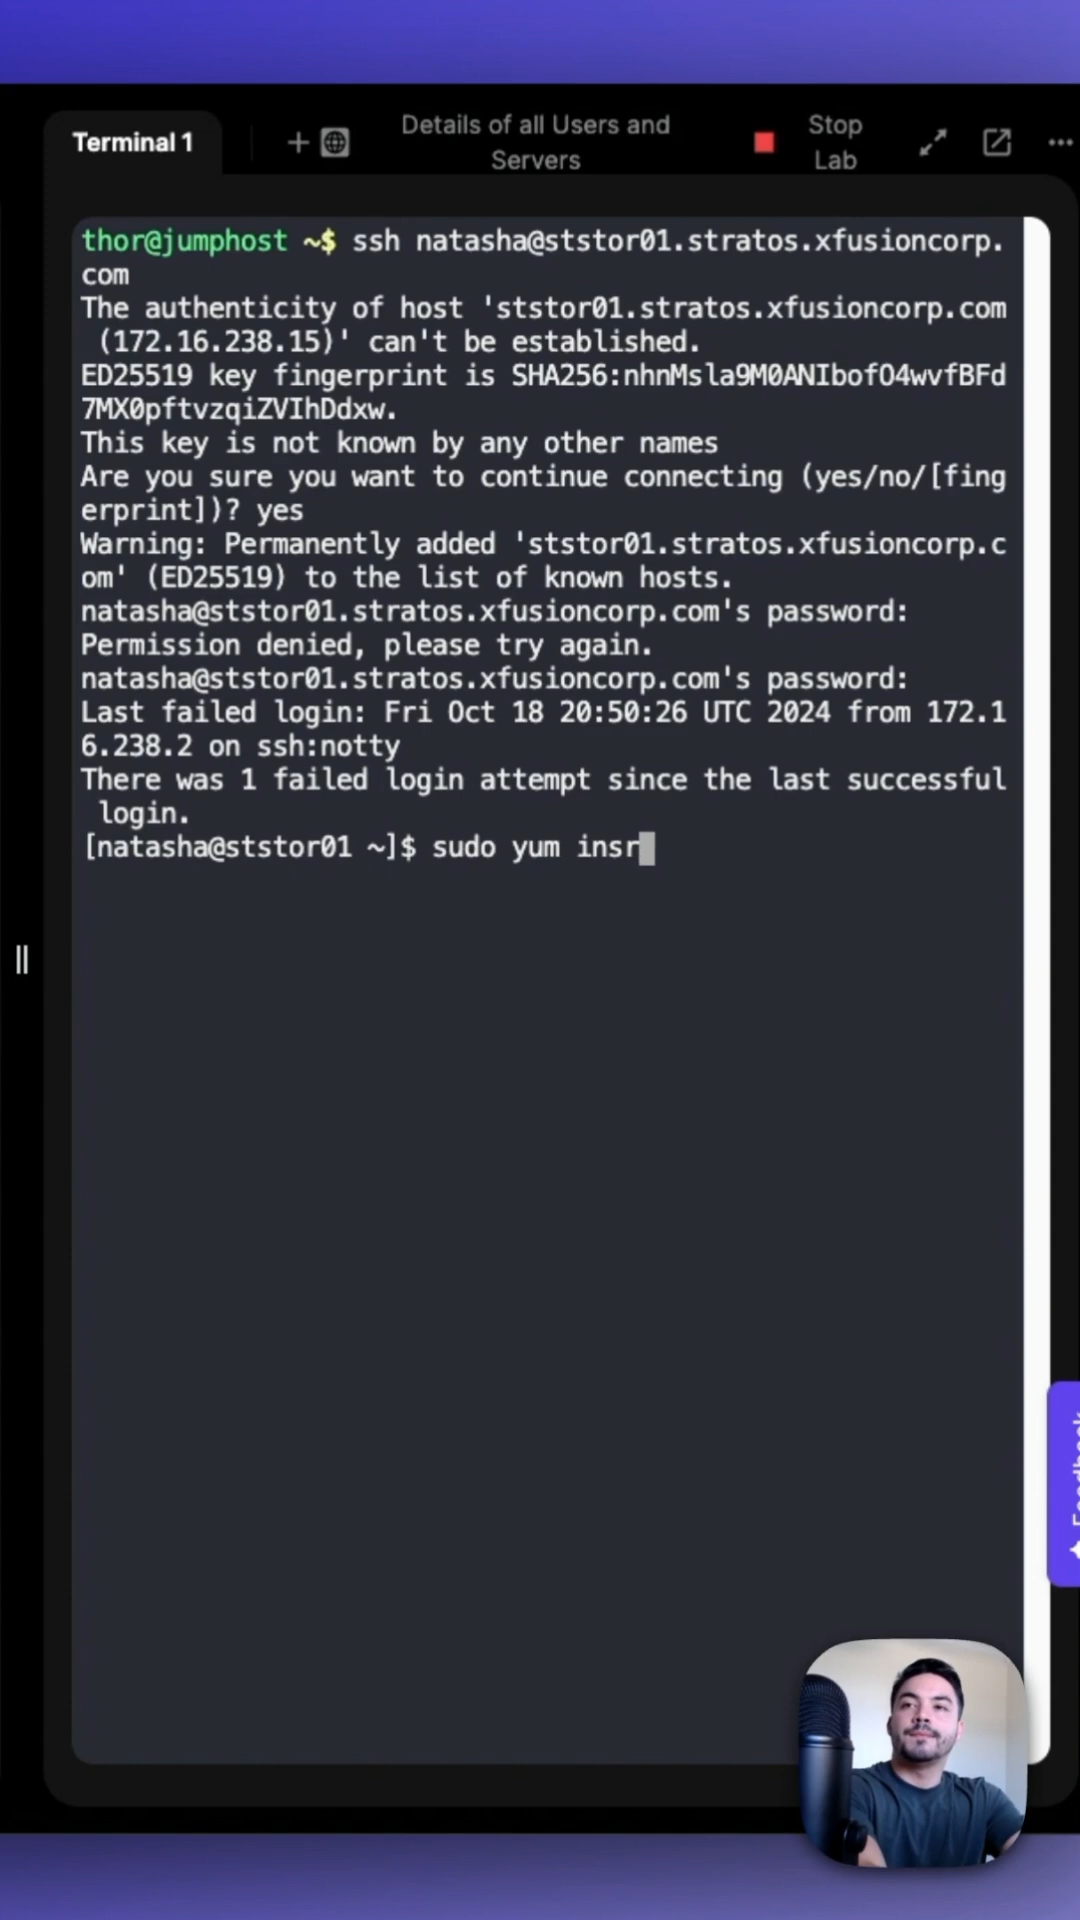 Terminal 1
Details of all Users and
Servers
Stop
Lab
thor@jumphost ~$ ssh natasha@ststor01.stratos.xfusioncorp.
com
The authenticity of host 'ststor01.stratos.xfusioncorp.com
(172.16.238.15)' can't be established.
ED25519 key fingerprint is SHA256:nhnMsla9M0ANIbofO4wvfBFd
7MX0pftvzqiZVIhDdxw.
This key is not known by any other names
Are you sure you want to continue connecting (yes/no/[fing
erprint])? yes
Warning: Permanently added 'ststor01.stratos.xfusioncorp.c
om' (ED25519) to the list of known hosts.
natasha@ststor01.stratos.xfusioncorp.com's password:
Permission denied, please try again.
natasha@ststor01.stratos.xfusioncorp.com's password:
Last failed login: Fri Oct 18 20:50:26 UTC 2024 from 172.1
6.238.2 on ssh:notty
There was 1 failed login attempt since the last successful
login.
[natasha@ststor01 ~]$ sudo yum insr